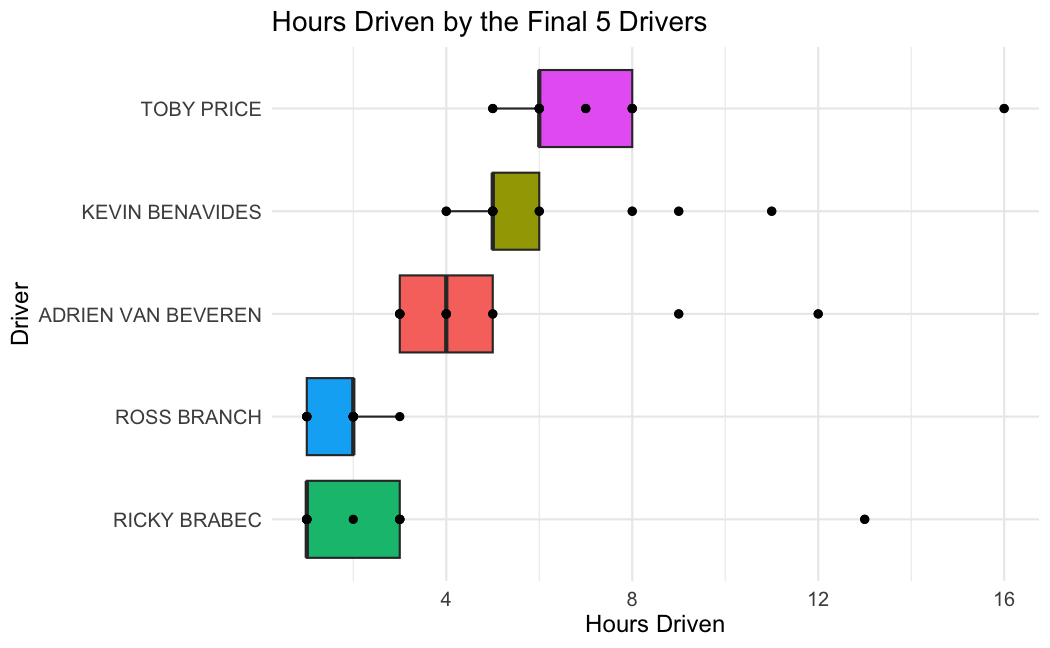 Hours Driven by the Final 5 Drivers
Driver
TOBY PRICE
KEVIN BENAVIDES
ADRIEN VAN BEVEREN
ROSS BRANCH
RICKY BRABEC
4 8 12 16
Hours Driven